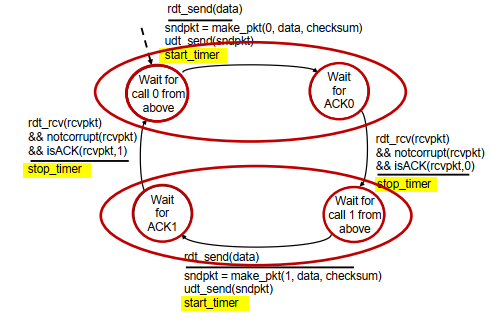 rdt_send(data)
sndpkt = make_pkt(0, data, checksum)
udt_send(sndpkt)
start_timer
Wait for
call 0 from
above
Wait
for
ACK0
rdt_rcv(rcvpkt)
&& notcorrupt(rcvpkt)
&& isACK(rcvpkt,1)
stop_timer
rdt_rcv(rcvpkt)
&& notcorrupt(rcvpkt)
&& isACK(rcvpkt,0)
stop_timer
Wait
for
ACK1
Wait for
call 1 from
above
rdt_send(data)
sndpkt = make_pkt(1, data, checksum)
udt_send(sndpkt)
start_timer